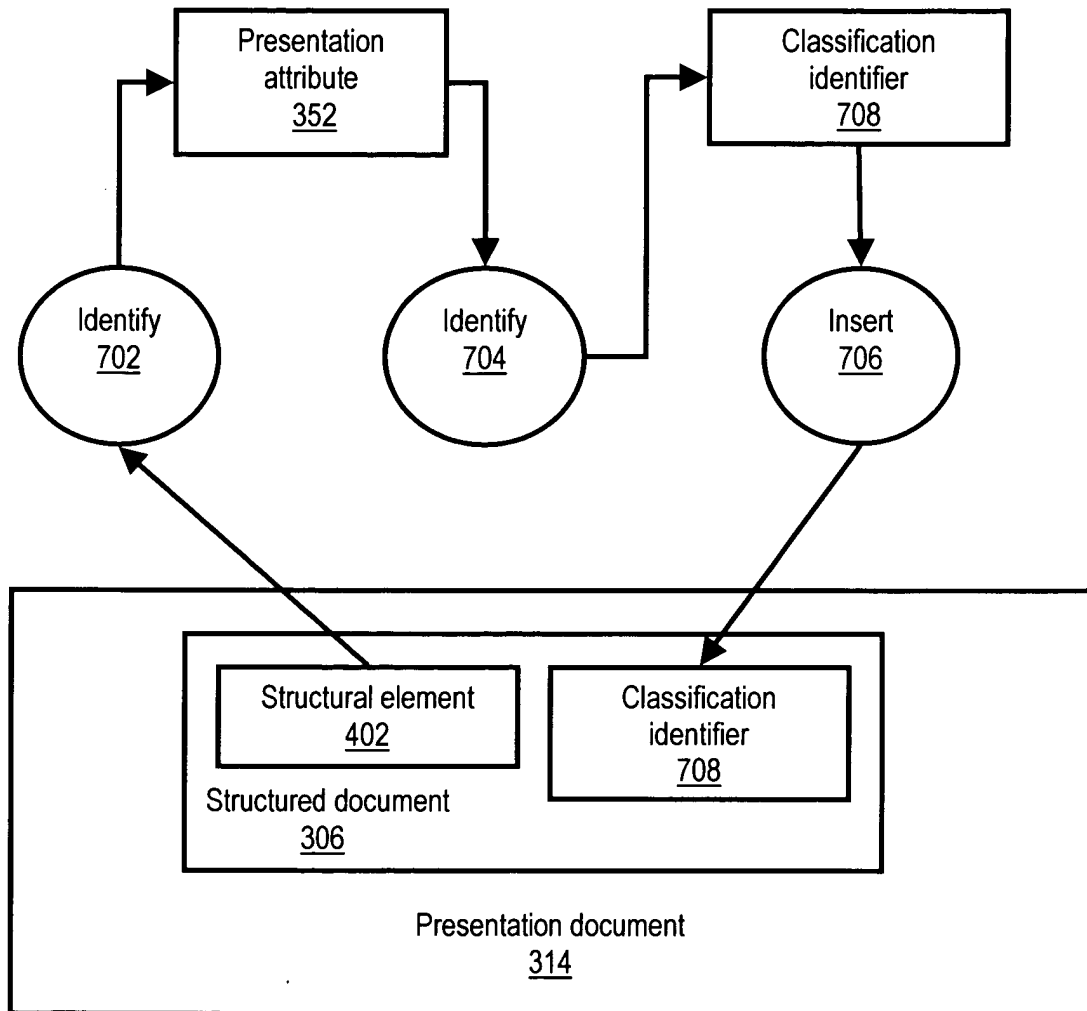 Presentation
attribute
352
Classification
identifier
708
Identify
702
Identify
704
Insert
706
Structural element
402
Classification
identifier
708
Structured document
306
Presentation document
314